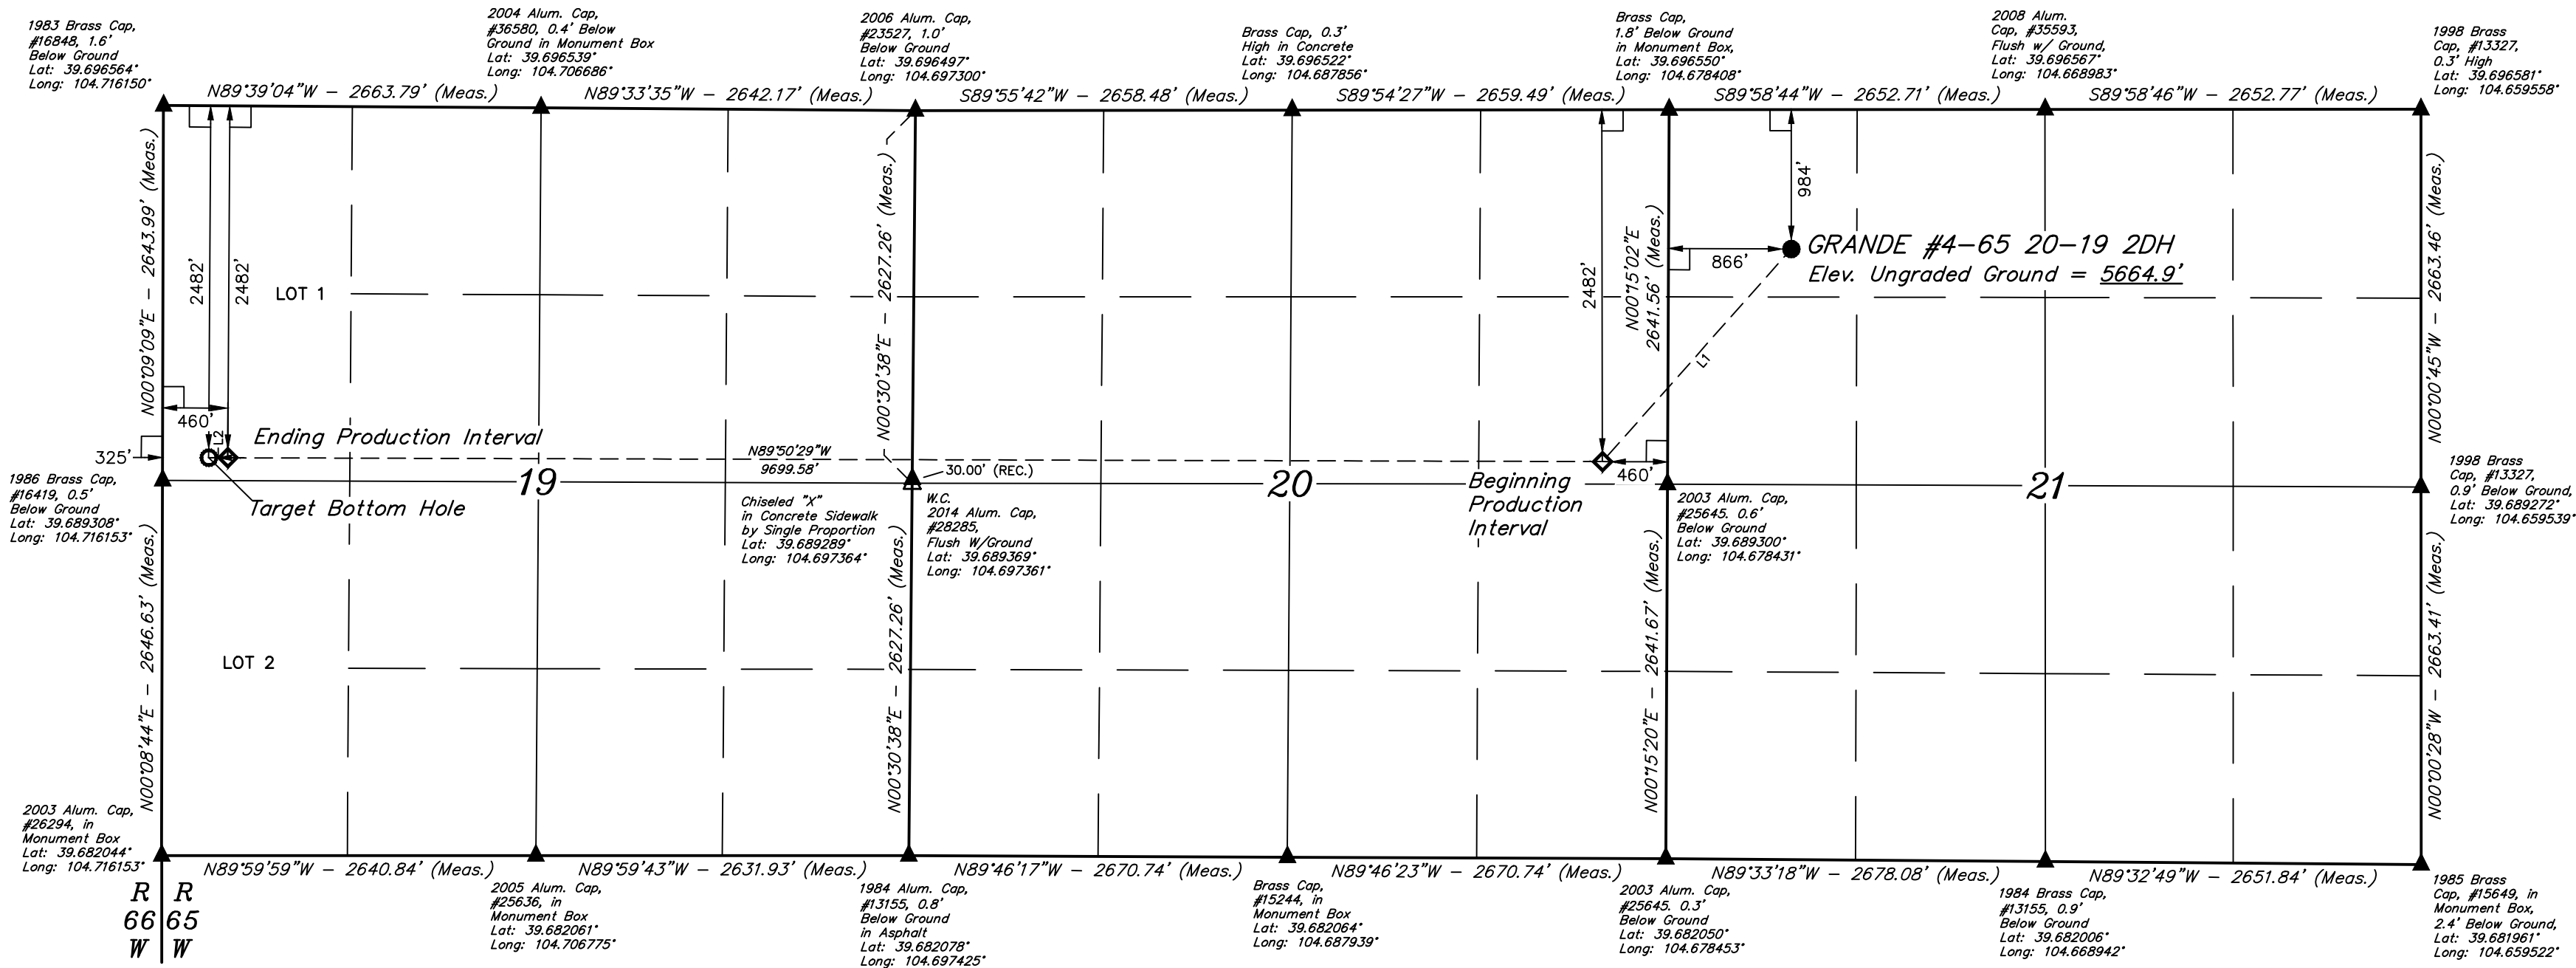 1983 Brass Cap,
#16848, 1.6'
Below Ground
Lat: 39.696564°
Long: 104.716150°
2004 Alum. Cap,
#36580, 0.4' Below
Ground in Monument Box
Lat: 39.696539°
Long: 104.706686°
2006 Alum. Cap,
#23527, 1.0'
Below Ground
Lat: 39.696497°
Long: 104.697300°
Brass Cap, 0.3'
High in Concrete
Lat: 39.696522°
Long: 104.687856°
Brass Cap,
1.8' Below Ground
in Monument Box,
Lat: 39.696550°
Long: 104.678408°
2008 Alum.
Cap, #35593,
Flush w/ Ground,
Lat: 39.696567°
Long: 104.668983°
1998 Brass
Cap, #13327,
0.3' High
Lat: 39.696581°
Long: 104.659558°
N89°39'04"W - 2663.79' (Meas.)
N89°33'35"W - 2642.17' (Meas.)
S89°55'42"W - 2658.48' (Meas.)
S89°54'27"W - 2659.49' (Meas.)
S89°58'44"W - 2652.71' (Meas.)
S89°58'46"W - 2652.77' (Meas.)
N00°09'09"E - 2643.99' (Meas.)
2482'
2482'
LOT 1
N00°30'38"E - 2627.26' (Meas.)
2482'
N00°15'02"E
2641.56' (Meas.)
984'
866'
GRANDE #4-65 20-19 2DH
Elev. Ungraded Ground = 5664.9'
L1
N00°00'45"W - 2663.46' (Meas.)
460'
L2
325'
Ending Production Interval
Target Bottom Hole
N89°50'29"W
9699.58'
30.00' (REC.)
460'
Beginning
Production
Interval
19
20
21
1986 Brass Cap,
#16419, 0.5'
Below Ground
Lat: 39.689308°
Long: 104.716153°
Chiseled "X"
in Concrete Sidewalk
by Single Proportion
Lat: 39.689289°
Long: 104.697364°
W.C.
2014 Alum. Cap,
#28285,
Flush W/Ground
Lat: 39.689369°
Long: 104.697361°
2003 Alum. Cap,
#25645. 0.6'
Below Ground
Lat: 39.689300°
Long: 104.678431°
1998 Brass
Cap, #13327,
0.9' Below Ground,
Lat: 39.689272°
Long: 104.659539°
N00°08'44"E - 2646.63' (Meas.)
LOT 2
N00°30'38"E - 2627.26' (Meas.)
N00°15'20"E - 2641.67' (Meas.)
N00°00'28"W - 2663.41' (Meas.)
2003 Alum. Cap,
#26294, in
Monument Box
Lat: 39.682044°
Long: 104.716153°
N89°59'59"W - 2640.84' (Meas.)
N89°59'43"W - 2631.93' (Meas.)
N89°46'17"W - 2670.74' (Meas.)
N89°46'23"W - 2670.74' (Meas.)
N89°33'18"W - 2678.08' (Meas.)
N89°32'49"W - 2651.84' (Meas.)
R R
66 65
W W
2005 Alum. Cap,
#25636, in
Monument Box
Lat: 39.682061°
Long: 104.706775°
1984 Alum. Cap,
#13155, 0.8'
Below Ground
in Asphalt
Lat: 39.682078°
Long: 104.697425°
Brass Cap,
#15244, in
Monument Box
Lat: 39.682064°
Long: 104.687939°
2003 Alum. Cap,
#25645. 0.3'
Below Ground
Lat: 39.682050°
Long: 104.678453°
1984 Brass Cap,
#13155, 0.9'
Below Ground
Lat: 39.682006°
Long: 104.668942°
1985 Brass
Cap, #15649, in
Monument Box,
2.4' Below Ground,
Lat: 39.681961°
Long: 104.659522°